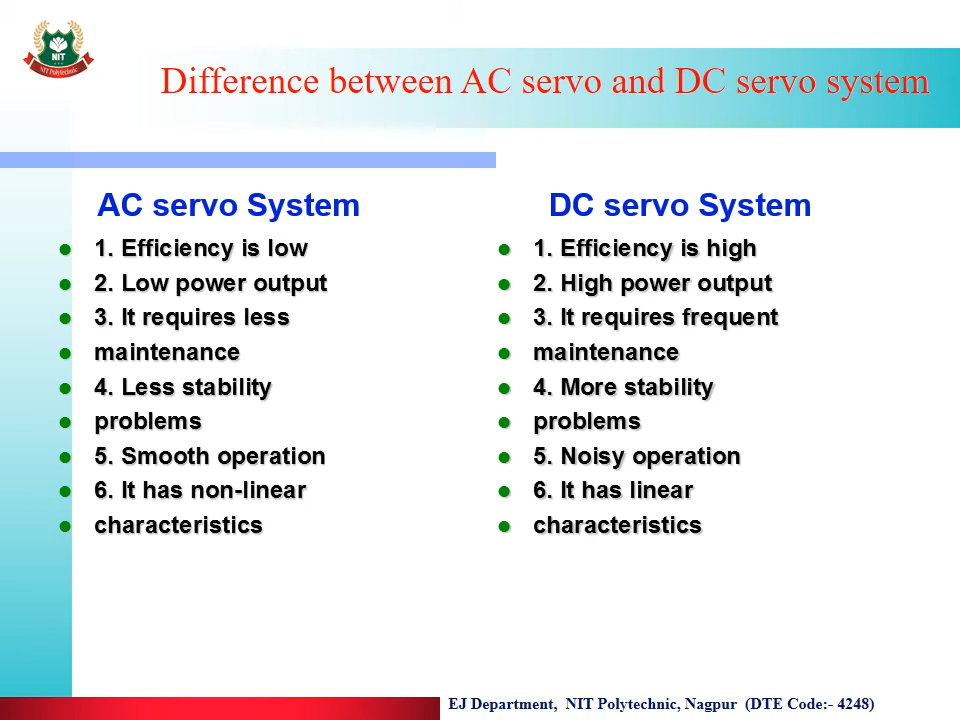 NIT
NIT Polytechnic
Difference between AC servo and DC servo system
AC servo System
● 1. Efficiency is low
● 2. Low power output
● 3. It requires less
● maintenance
● 4. Less stability
● problems
● 5. Smooth operation
● 6. It has non-linear
● characteristics
DC servo System
● 1. Efficiency is high
● 2. High power output
● 3. It requires frequent
● maintenance
● 4. More stability
● problems
● 5. Noisy operation
● 6. It has linear
● characteristics
EJ Department, NIT Polytechnic, Nagpur (DTE Code:- 4248)